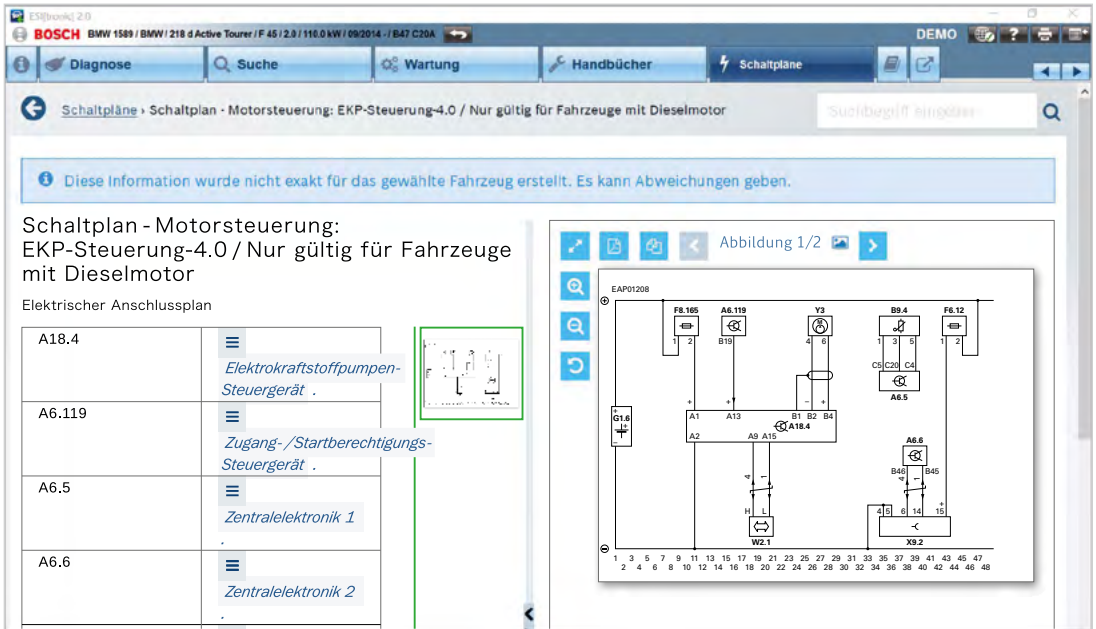 ESI[tronic] 2.0
BOSCH BMW 1589 / BMW / 218 d Active Tourer / F 45 / 2.0 / 110.0 kW / 09/2014 - / B47 C20A
DEMO
Diagnose
Suche
Wartung
Handbücher
Schaltpläne
Schaltpläne › Schaltplan - Motorsteuerung: EKP-Steuerung-4.0 / Nur gültig für Fahrzeuge mit Dieselmotor
Suchbegriff eingeben
Diese Information wurde nicht exakt für das gewählte Fahrzeug erstellt. Es kann Abweichungen geben.
Schaltplan - Motorsteuerung:
EKP-Steuerung-4.0 / Nur gültig für Fahrzeuge
mit Dieselmotor
Elektrischer Anschlussplan
A18.4
Elektrokraftstoffpumpen-
Steuergerät .
A6.119
Zugang-/Startberechtigungs-
Steuergerät .
A6.5
Zentralelektronik 1
.
A6.6
Zentralelektronik 2
.
Abbildung 1/2
EAP01208
F8.165 A6.119 Y3 B9.4 F6.12
1 2 B19 4 6 1 3 5 1 2
C5 C20 C4
A6.5
+ + − +
A1 A13 B1 B2 B4
G1.6
A18.4
A2 A9 A15
A6.6
B46 B45
4 1 4 1
H L 4 5 6 14 15 +
W2.1 X9.2
1 3 5 7 9 11 13 15 17 19 21 23 25 27 29 31 33 35 37 39 41 43 45 47
2 4 6 8 10 12 14 16 18 20 22 24 26 28 30 32 34 36 38 40 42 44 46 48